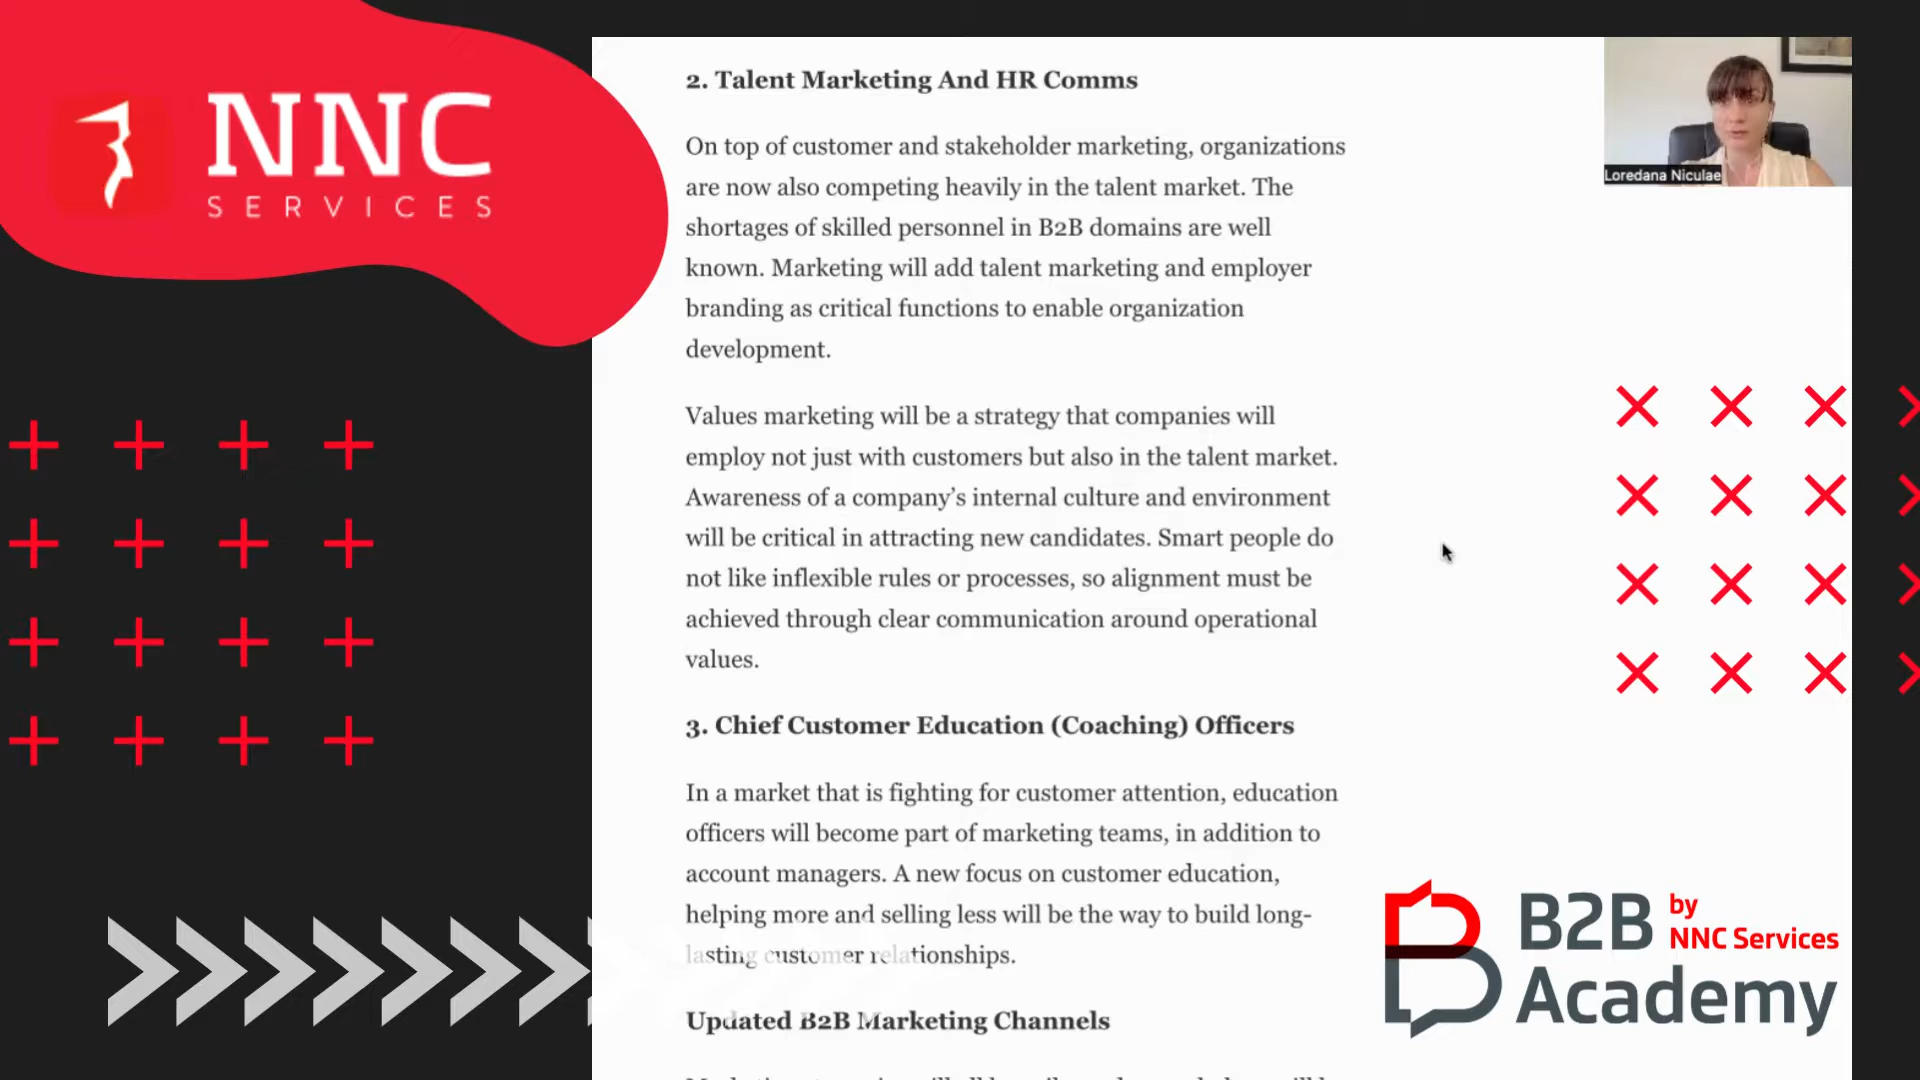 NNC
SERVICES
2. Talent Marketing And HR Comms
On top of customer and stakeholder marketing, organizations
are now also competing heavily in the talent market. The
shortages of skilled personnel in B2B domains are well
known. Marketing will add talent marketing and employer
branding as critical functions to enable organization
development.
Values marketing will be a strategy that companies will
employ not just with customers but also in the talent market.
Awareness of a company’s internal culture and environment
will be critical in attracting new candidates. Smart people do
not like inflexible rules or processes, so alignment must be
achieved through clear communication around operational
values.
3. Chief Customer Education (Coaching) Officers
In a market that is fighting for customer attention, education
officers will become part of marketing teams, in addition to
account managers. A new focus on customer education,
helping more and selling less will be the way to build long-
lasting customer relationships.
Updated B2B Marketing Channels
Loredana Niculae
B2B by
NNC Services
Academy